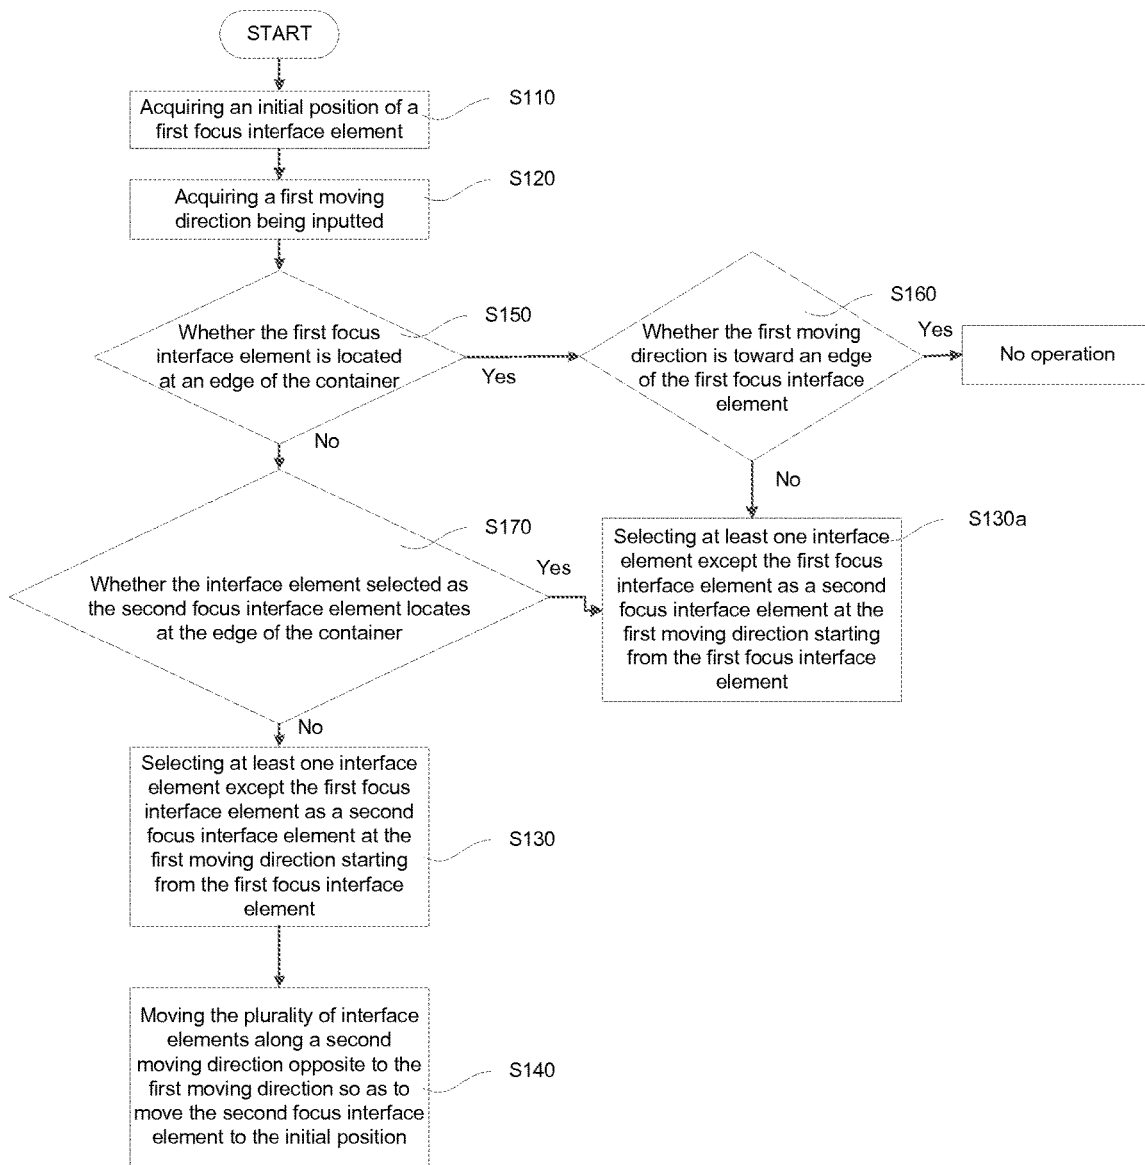 START
Acquiring an initial position of a
first focus interface element
S110
Acquiring a first moving
direction being inputted
S120
Whether the first focus
interface element is located
at an edge of the container
S150
Yes
No
Whether the first moving
direction is toward an edge
of the first focus interface
element
S160
Yes
No operation
No
Whether the interface element selected as
the second focus interface element locates
at the edge of the container
S170
Yes
No
Selecting at least one interface
element except the first focus
interface element as a second
focus interface element at the
first moving direction starting
from the first focus interface
element
S130a
Selecting at least one interface
element except the first focus
interface element as a second
focus interface element at the
first moving direction starting
from the first focus interface
element
S130
Moving the plurality of interface
elements along a second
moving direction opposite to the
first moving direction so as to
move the second focus interface
element to the initial position
S140